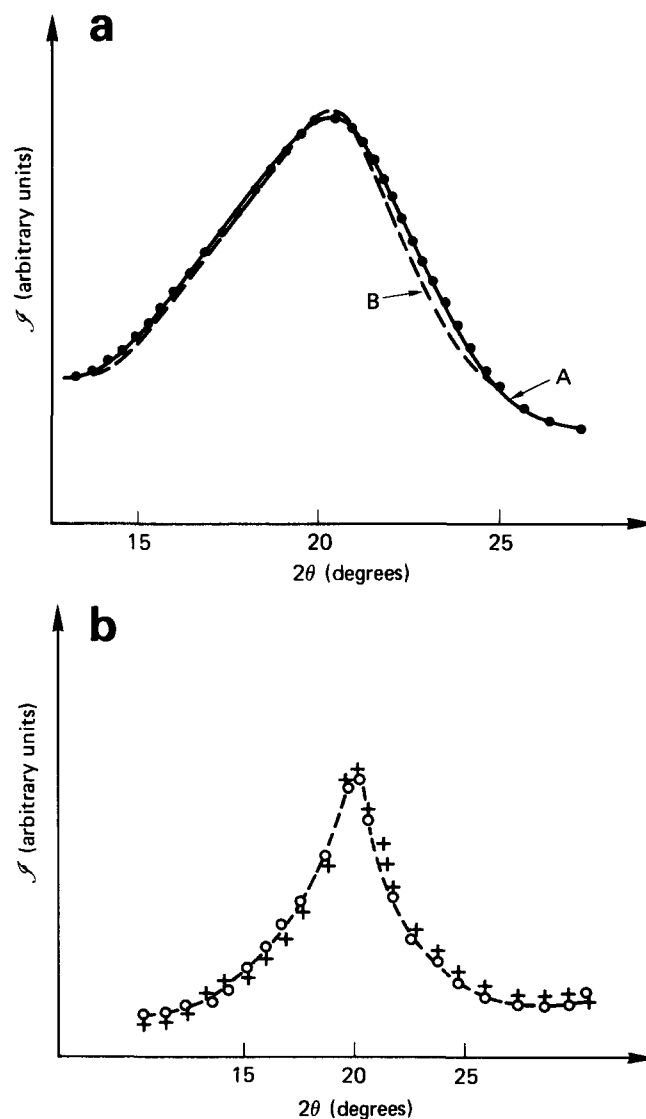 a
ℐ (arbitrary units)
B
A
15 20 25
2θ (degrees)
b
ℐ (arbitrary units)
15 20 25
2θ (degrees)